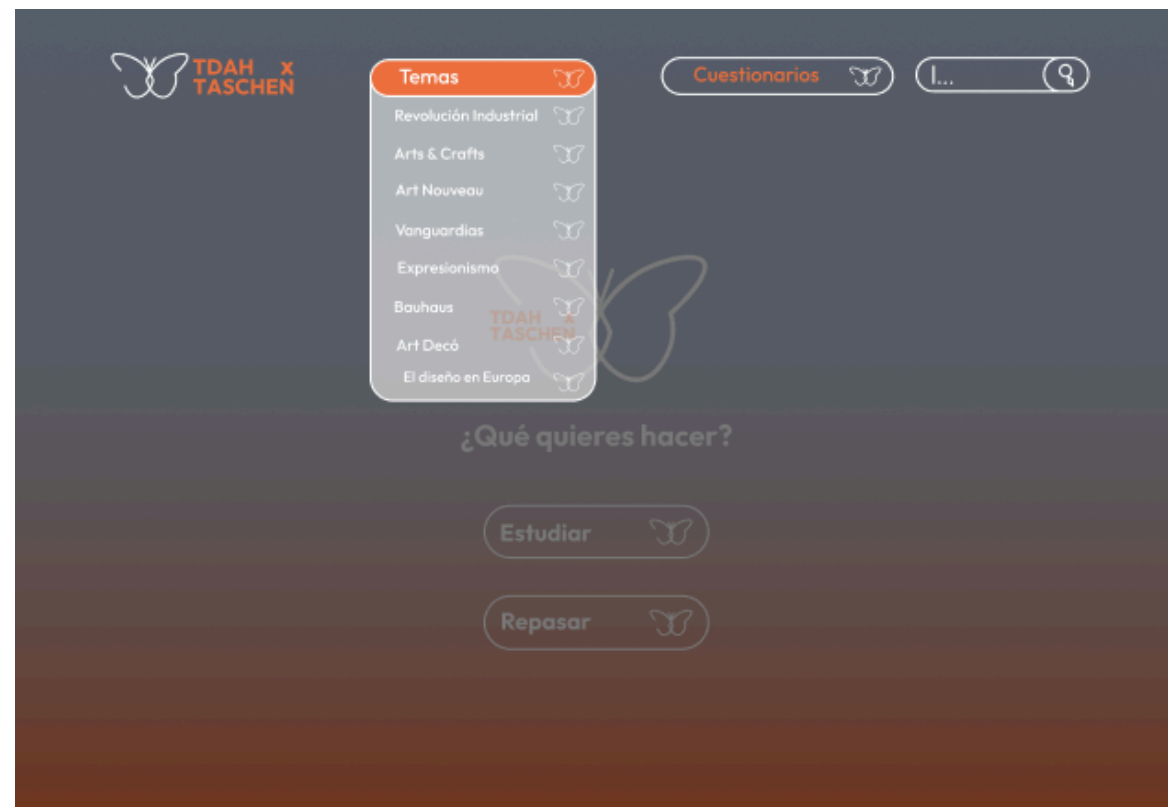 TDAH x
TASCHEN
Temas
Cuestionarios
I...
Revolución Industrial
Arts & Crafts
Art Nouveau
Vanguardias
Expresionismo
Bauhaus
Art Decó
El diseño en Europa
TDAH x
TASCHEN
¿Qué quieres hacer?
Estudiar
Repasar